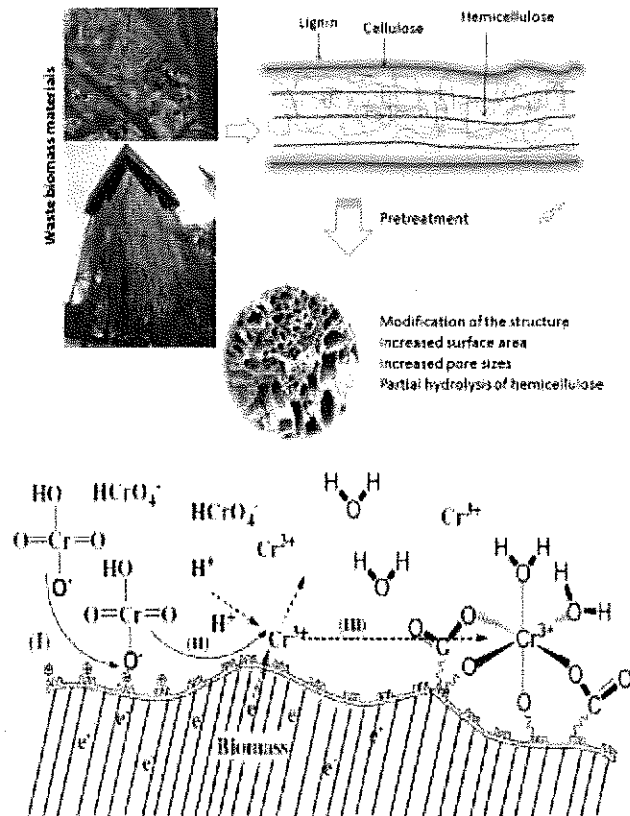 Lignin
Cellulose
Hemicellulose
Waste biomass materials
Pretreatment
Modification of the structure
Increased surface area
Increased pore sizes
Partial hydrolysis of hemicellulose
HO
HCrO₄⁻
O=Cr=O
O⁻
HO
HCrO₄⁻
O=Cr=O
O⁻
H H
O
Cr³⁺
Cr³⁺
H⁺
H⁺
H H
O
(I)
(II)
Cr³⁺
(III)
H H
O
H
O H
O
O
C
O
Cr³⁺
O
O
C
O
e⁻
e⁻
e
e
e
e⁻
Biomass
e⁻
e
e⁻